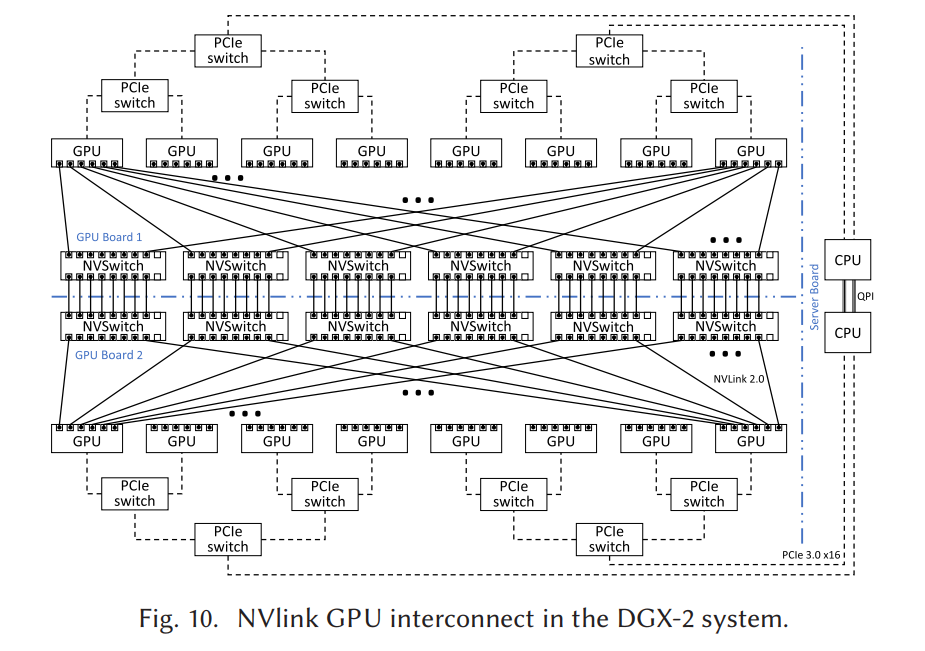 PCIe
switch
PCIe
switch
PCIe
switch
PCIe
switch
PCIe
switch
PCIe
switch
GPU
GPU
GPU
GPU
GPU
GPU
GPU
GPU
GPU Board 1
NVSwitch
NVSwitch
NVSwitch
NVSwitch
NVSwitch
NVSwitch
CPU
Server Board
QPI
NVSwitch
NVSwitch
NVSwitch
NVSwitch
NVSwitch
NVSwitch
CPU
GPU Board 2
NVLink 2.0
GPU
GPU
GPU
GPU
GPU
GPU
GPU
GPU
PCIe
switch
PCIe
switch
PCIe
switch
PCIe
switch
PCIe
switch
PCIe
switch
PCIe 3.0 x16
Fig. 10. NVlink GPU interconnect in the DGX-2 system.